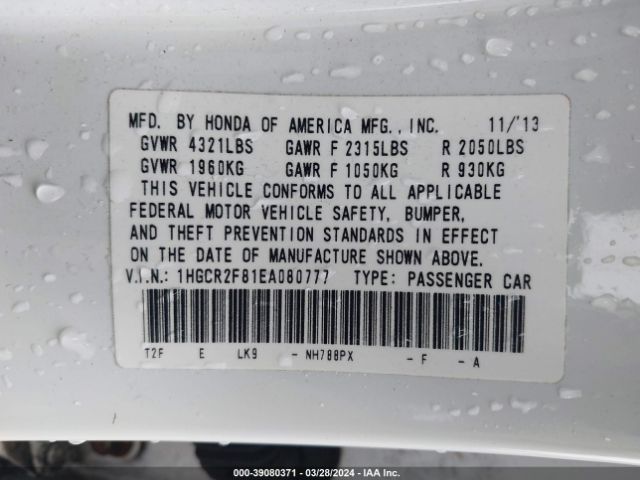 MFD. BY HONDA OF AMERICA MFG., INC. 11/'13
GVWR 4321LBS GAWR F 2315LBS R 2050LBS
GVWR 1960KG GAWR F 1050KG R 930KG
THIS VEHICLE CONFORMS TO ALL APPLICABLE
FEDERAL MOTOR VEHICLE SAFETY, BUMPER,
AND THEFT PREVENTION STANDARDS IN EFFECT
ON THE DATE OF MANUFACTURE SHOWN ABOVE.
V.I.N.: 1HGCR2F81EA080777 TYPE: PASSENGER CAR
T2F E LK9 - NH788PX - F - A
000-39080371 | 03/28/2024 | IAAI.COM